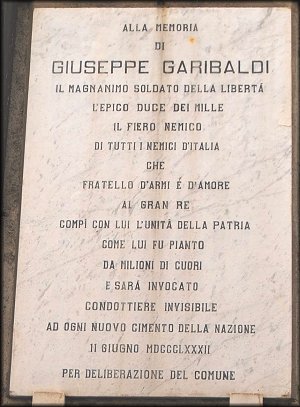 ALLA MEMORIA
DI
GIUSEPPE GARIBALDI
IL MAGNANIMO SOLDATO DELLA LIBERTÁ
L'EPICO DUCE DEI MILLE
IL FIERO NEMICO
DI TUTTI I NEMICI D'ITALIA
CHE
FRATELLO D'ARMI É D'AMORE
AL GRAN RE
COMPÌ CON LUI L'UNITÀ DELLA PATRIA
COME LUI FU PIANTO
DA MILIONI DI CUORI
E SARÁ INVOCATO
CONDOTTIERE INVISIBILE
AD OGNI NUOVO CIMENTO DELLA NAZIONE
II GIUGNO MDCCCLXXXII
PER DELIBERAZIONE DEL COMUNE